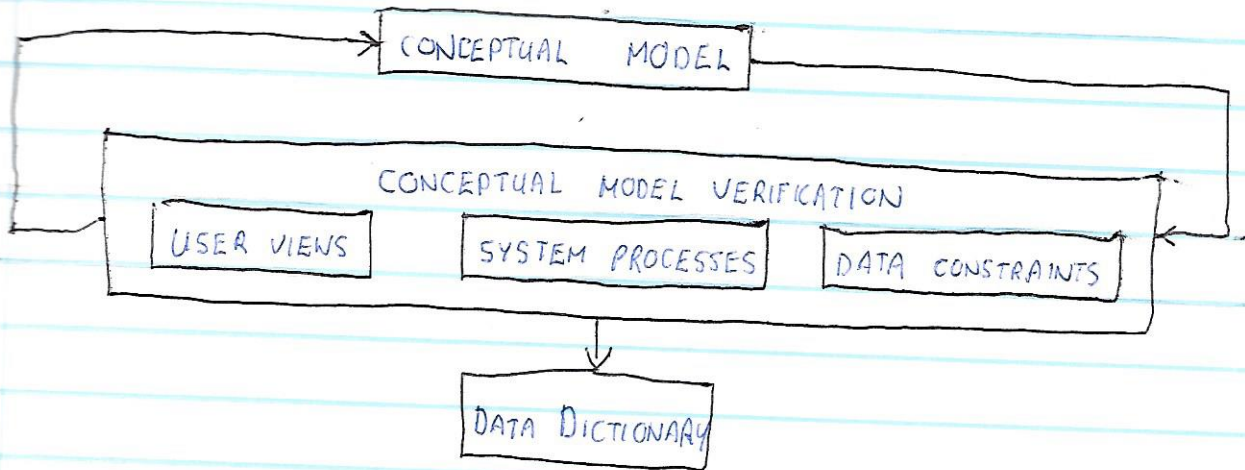 CONCEPTUAL MODEL
CONCEPTUAL MODEL VERIFICATION
USER VIEWS
SYSTEM PROCESSES
DATA CONSTRAINTS
DATA DICTIONARY